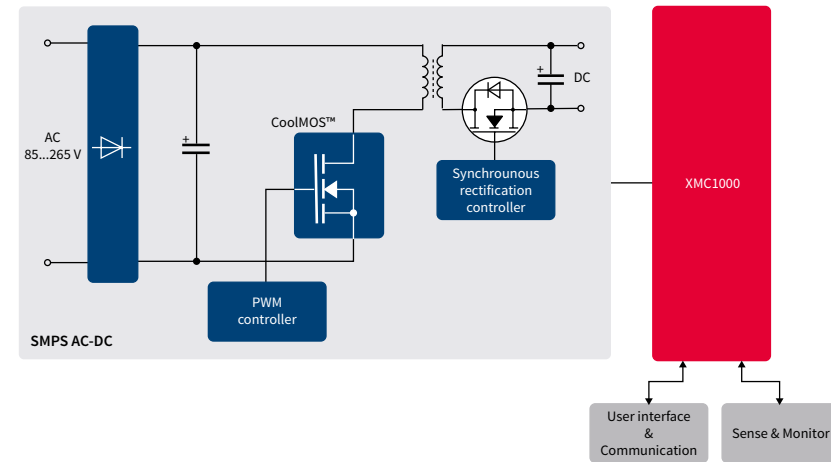 AC
85...265 V
+
CoolMOS™
+
DC
Synchrounous
rectification
controller
XMC1000
PWM
controller
SMPS AC-DC
User interface
&
Communication
Sense & Monitor